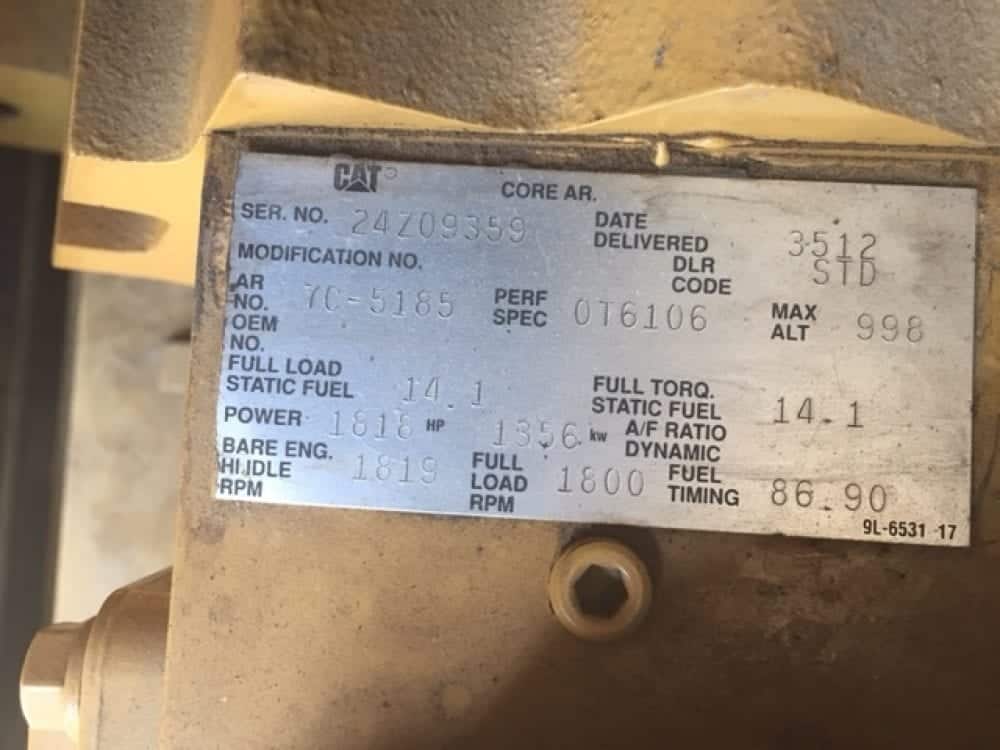 CAT
CORE AR.
SER. NO. 24Z09359
DATE DELIVERED 3512
MODIFICATION NO.
DLR CODE STD
AR NO. 7C-5185
PERF SPEC 0T6106
MAX ALT 998
OEM NO.
FULL LOAD STATIC FUEL 14.1
FULL TORQ. STATIC FUEL 14.1
POWER 1818 HP 1356 kw
A/F RATIO DYNAMIC
BARE ENG. HI IDLE RPM 1819
FULL LOAD RPM 1800
FUEL TIMING 86.90
9L-6531 17